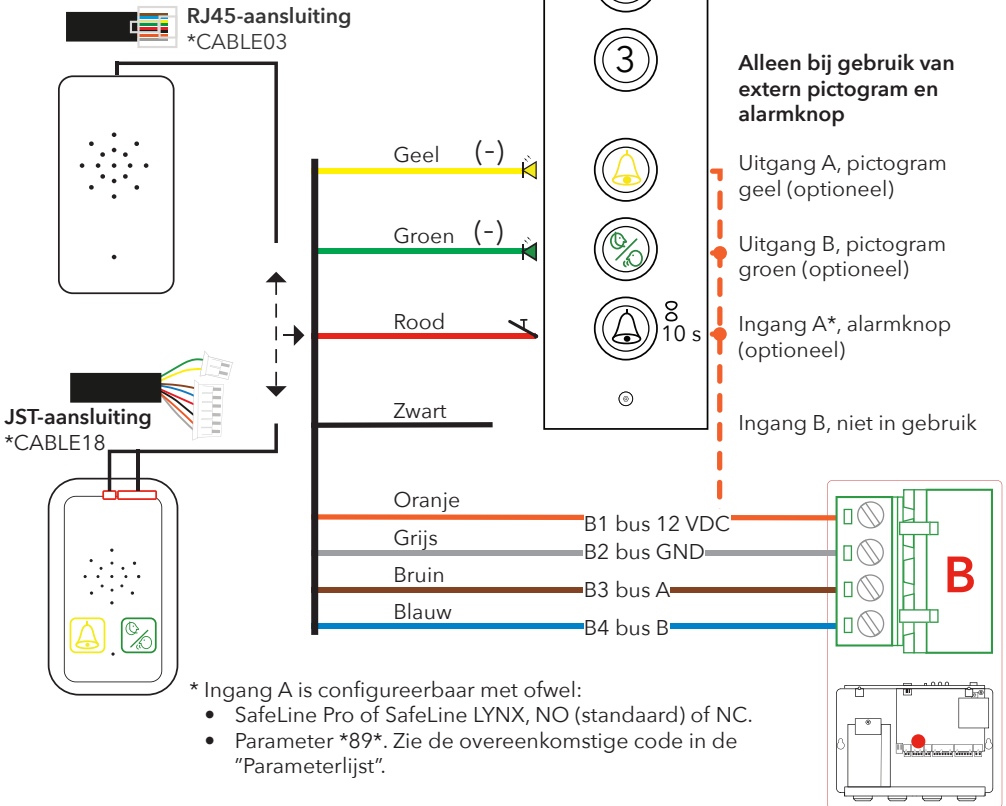 RJ45-aansluiting
*CABLE03
3
Alleen bij gebruik van
extern pictogram en
alarmknop
Geel (-)
Uitgang A, pictogram
geel (optioneel)
Groen (-)
Uitgang B, pictogram
groen (optioneel)
Rood
10 s
Ingang A*, alarmknop
(optioneel)
JST-aansluiting
*CABLE18
Zwart
Ingang B, niet in gebruik
Oranje
B1 bus 12 VDC
Grijs
B2 bus GND
Bruin
B3 bus A
Blauw
B4 bus B
B
* Ingang A is configureerbaar met ofwel:
• SafeLine Pro of SafeLine LYNX, NO (standaard) of NC.
• Parameter *89*. Zie de overeenkomstige code in de
"Parameterlijst".